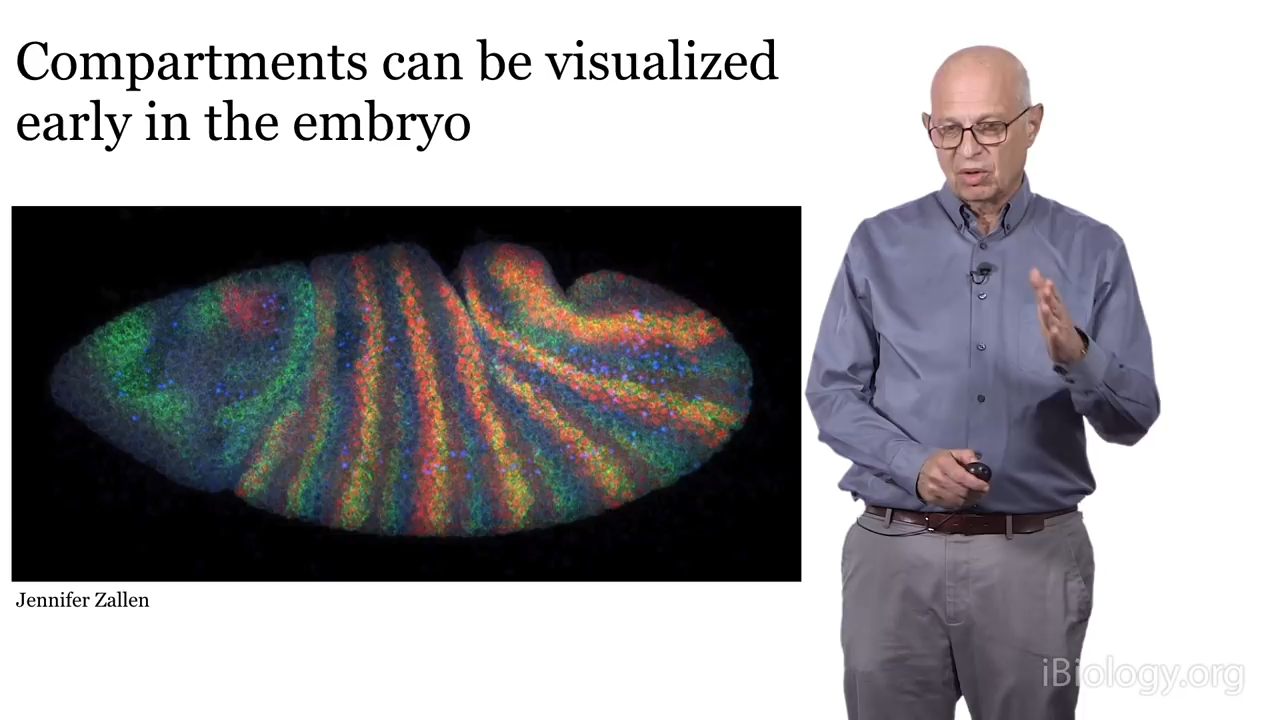 Compartments can be visualized
early in the embryo
Jennifer Zallen
iBiology.org